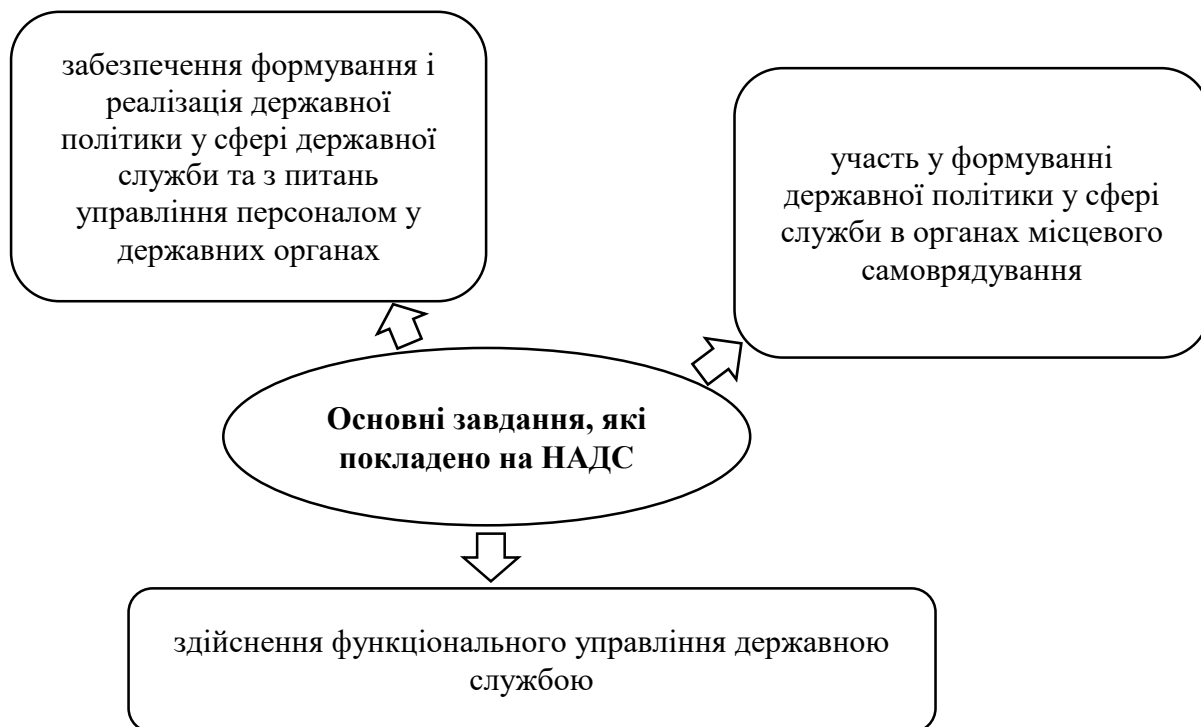 забезпечення формування і
реалізація державної
політики у сфері державної
служби та з питань
управління персоналом у
державних органах
участь у формуванні
державної політики у сфері
служби в органах місцевого
самоврядування
Основні завдання, які
покладено на НАДС
здійснення функціонального управління державною
службою